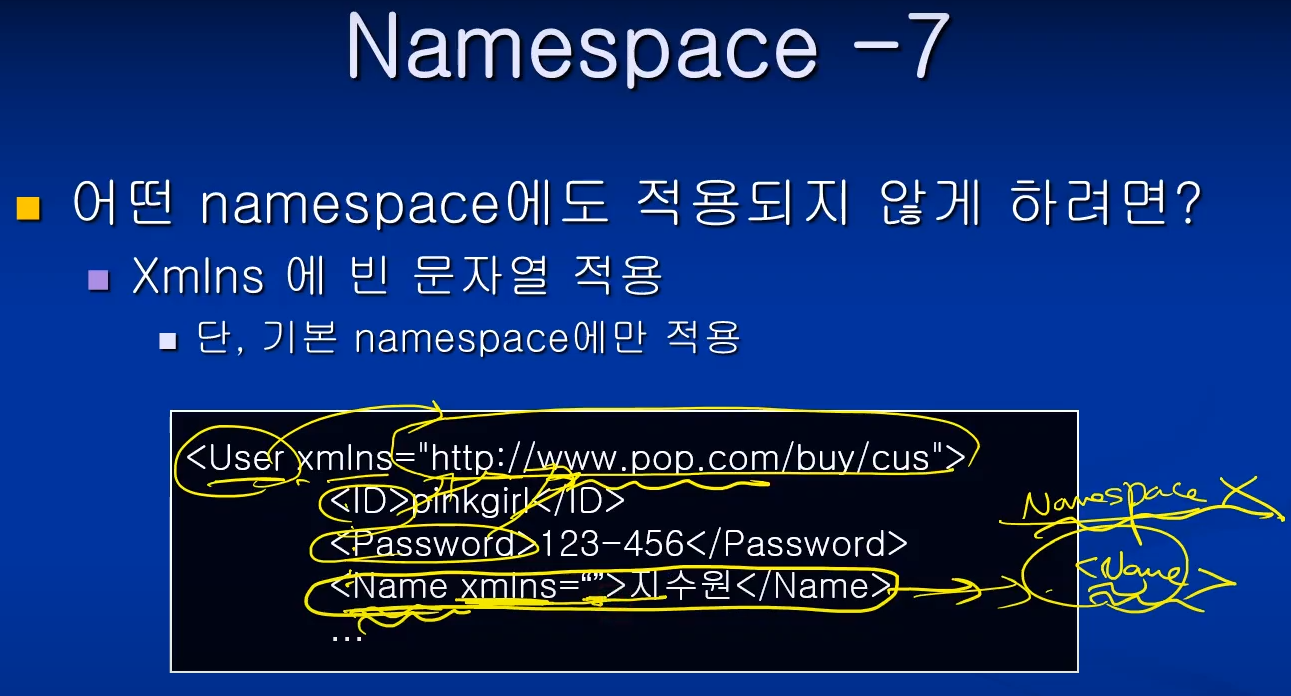 Namespace -7
어떤 namespace에도 적용되지 않게 하려면?
Xmlns 에 빈 문자열 적용
단, 기본 namespace에만 적용
<User xmlns="http://www.pop.com/buy/cus">
<ID>pinkgirl</ID>
<Password>123-456</Password>
<Name xmlns=“”>지수원</Name>
...
Namespace X
<Name>